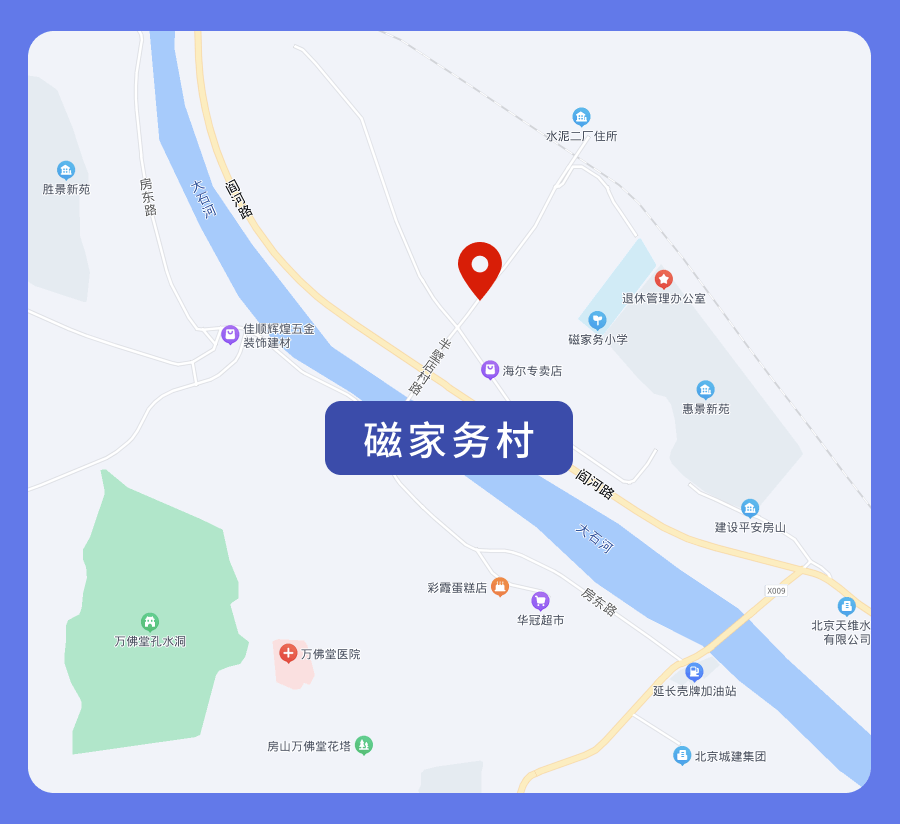 水泥二厂住所
胜景新苑
房东路
大石河
阎河路
退休管理办公室
佳顺辉煌五金
装饰建材
磁家务小学
半壁店村路
海尔专卖店
惠景新苑
磁家务村
阎河路
建设平安房山
大石河
彩霞蛋糕店
X009
房东路
华冠超市
北京天维水
有限公司
万佛堂孔水洞
万佛堂医院
延长壳牌加油站
房山万佛堂花塔
北京城建集团